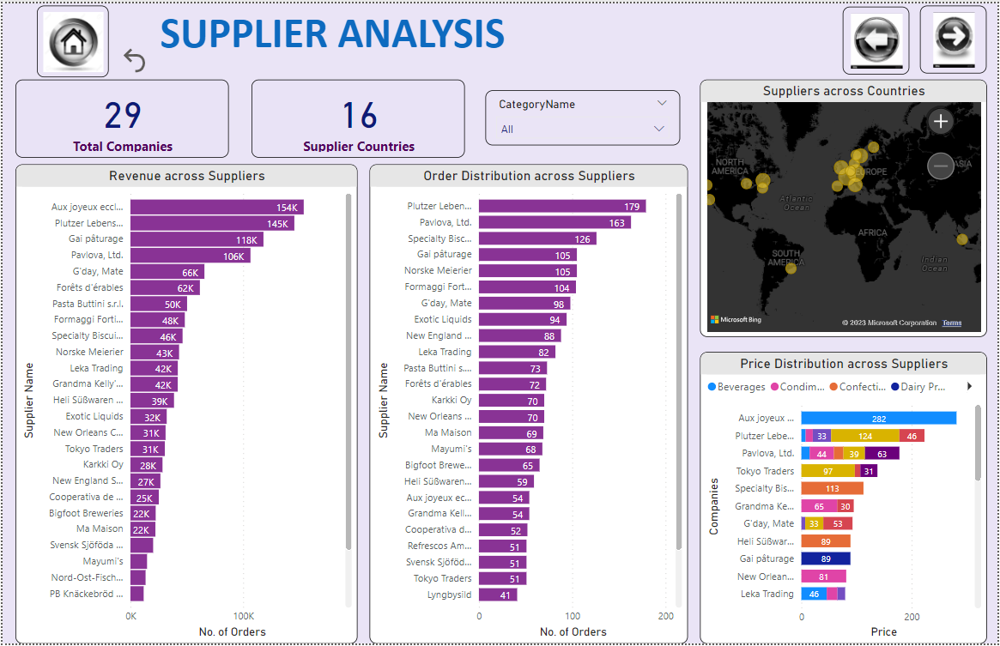 SUPPLIER ANALYSIS
29
Total Companies
16
Supplier Countries
CategoryName
All
Revenue across Suppliers
Supplier Name
Aux joyeux eccl... 154K
Plutzer Lebens... 145K
Gai pâturage 118K
Pavlova, Ltd. 106K
G'day, Mate 66K
Forêts d'érables 62K
Pasta Buttini s.r.l. 50K
Formaggi Forti... 48K
Specialty Biscui... 46K
Norske Meierier 43K
Leka Trading 42K
Grandma Kelly'... 42K
Heli Süßwaren ... 39K
Exotic Liquids 32K
New Orleans C... 31K
Tokyo Traders 31K
Karkki Oy 28K
New England S... 27K
Cooperativa de ... 25K
Bigfoot Breweries 22K
Ma Maison 22K
Svensk Sjöföda ...
Mayumi's
Nord-Ost-Fisch...
PB Knäckebröd ...
0K 100K
No. of Orders
Order Distribution across Suppliers
Supplier Name
Plutzer Leben... 179
Pavlova, Ltd. 163
Specialty Bisc... 126
Gai pâturage 105
Norske Meierier 105
Formaggi Fort... 104
G'day, Mate 98
Exotic Liquids 94
New England ... 88
Leka Trading 82
Pasta Buttini s.... 73
Forêts d'érables 72
Karkki Oy 70
New Orleans ... 70
Ma Maison 69
Mayumi's 68
Bigfoot Brewe... 65
Heli Süßwaren... 59
Aux joyeux ec... 54
Grandma Kell... 54
Cooperativa d... 52
Refrescos Am... 51
Svensk Sjöföd... 51
Tokyo Traders 51
Lyngbysild 41
0 100 200
No. of Orders
Suppliers across Countries
NORTH
AMERICA
EUROPE
ASIA
Atlantic
Ocean
AFRICA
SOUTH
AMERICA
Indian
Ocean
Microsoft Bing
© 2023 Microsoft Corporation Terms
Price Distribution across Suppliers
Beverages Condim... Confecti... Dairy Pr...
Companies
Aux joyeux ... 282
Plutzer Lebe... 33 124 46
Pavlova, Ltd. 44 39 63
Tokyo Traders 97 31
Specialty Bis... 113
Grandma Ke... 65 30
G'day, Mate 33 53
Heli Süßwar... 89
Gai pâturage 89
New Orlean... 81
Leka Trading 46
0 200
Price